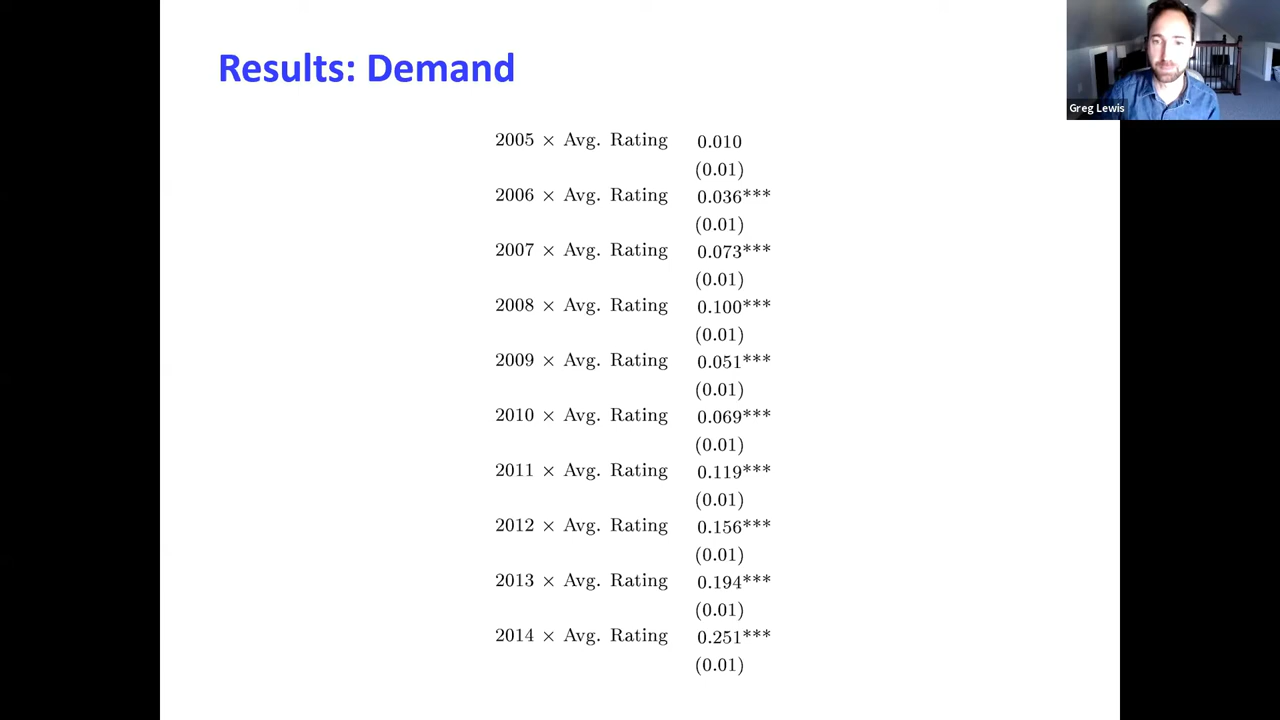 Results: Demand
Greg Lewis
2005 × Avg. Rating 0.010
(0.01)
2006 × Avg. Rating 0.036***
(0.01)
2007 × Avg. Rating 0.073***
(0.01)
2008 × Avg. Rating 0.100***
(0.01)
2009 × Avg. Rating 0.051***
(0.01)
2010 × Avg. Rating 0.069***
(0.01)
2011 × Avg. Rating 0.119***
(0.01)
2012 × Avg. Rating 0.156***
(0.01)
2013 × Avg. Rating 0.194***
(0.01)
2014 × Avg. Rating 0.251***
(0.01)